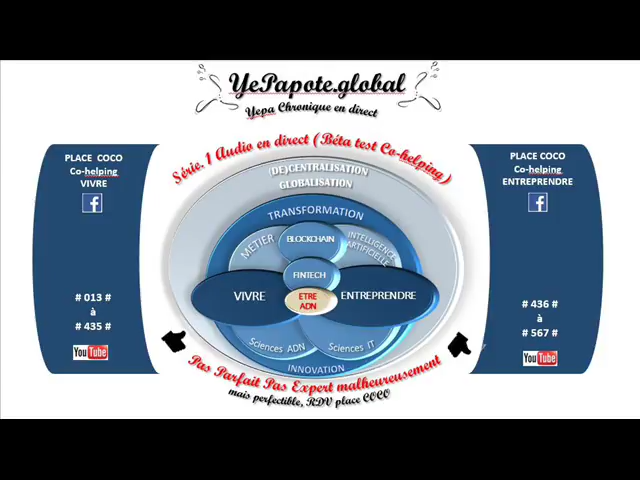 YePapote.global
Yepa Chronique en direct
Série. 1 Audio en direct (Béta test Co-helping)
PLACE COCO
Co-helping
VIVRE
f
# 013 #
à
# 435 #
YouTube
(DE)CENTRALISATION
GLOBALISATION
TRANSFORMATION
METIER
BLOCKCHAIN
INTELLIGENCE
ARTIFICIELLE
FINTECH
VIVRE
ETRE
ADN
ENTREPRENDRE
Sciences ADN
Sciences IT
INNOVATION
PLACE COCO
Co-helping
ENTREPRENDRE
f
# 436 #
à
# 567 #
YouTube
Pas Parfait Pas Expert malheureusement
mais perfectible, RDV place COCO